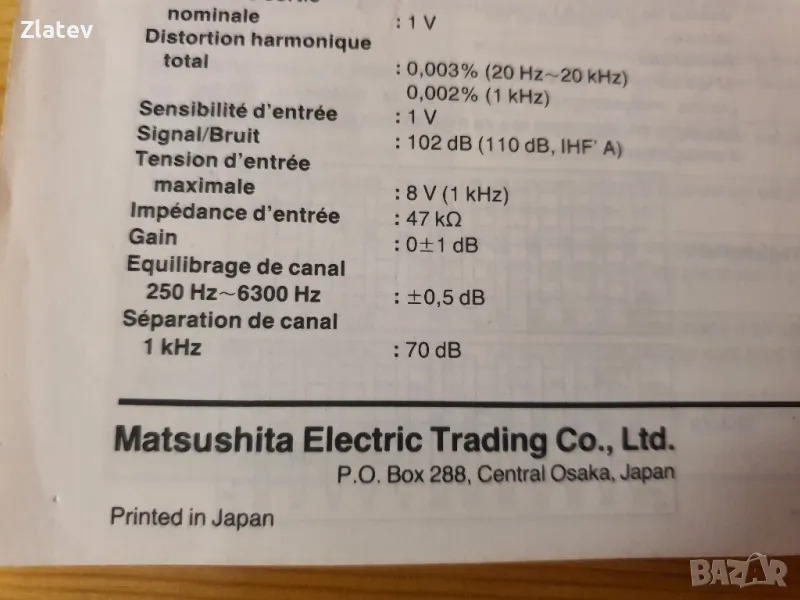 Zlatev
nominale : 1 V
Distortion harmonique
total : 0,003% (20 Hz~20 kHz)
0,002% (1 kHz)
Sensibilité d'entrée : 1 V
Signal/Bruit : 102 dB (110 dB, IHF' A)
Tension d'entrée
maximale : 8 V (1 kHz)
Impédance d'entrée : 47 kΩ
Gain : 0±1 dB
Equilibrage de canal
250 Hz~6300 Hz : ±0,5 dB
Séparation de canal
1 kHz : 70 dB
Matsushita Electric Trading Co., Ltd.
P.O. Box 288, Central Osaka, Japan
Printed in Japan
BAZAR